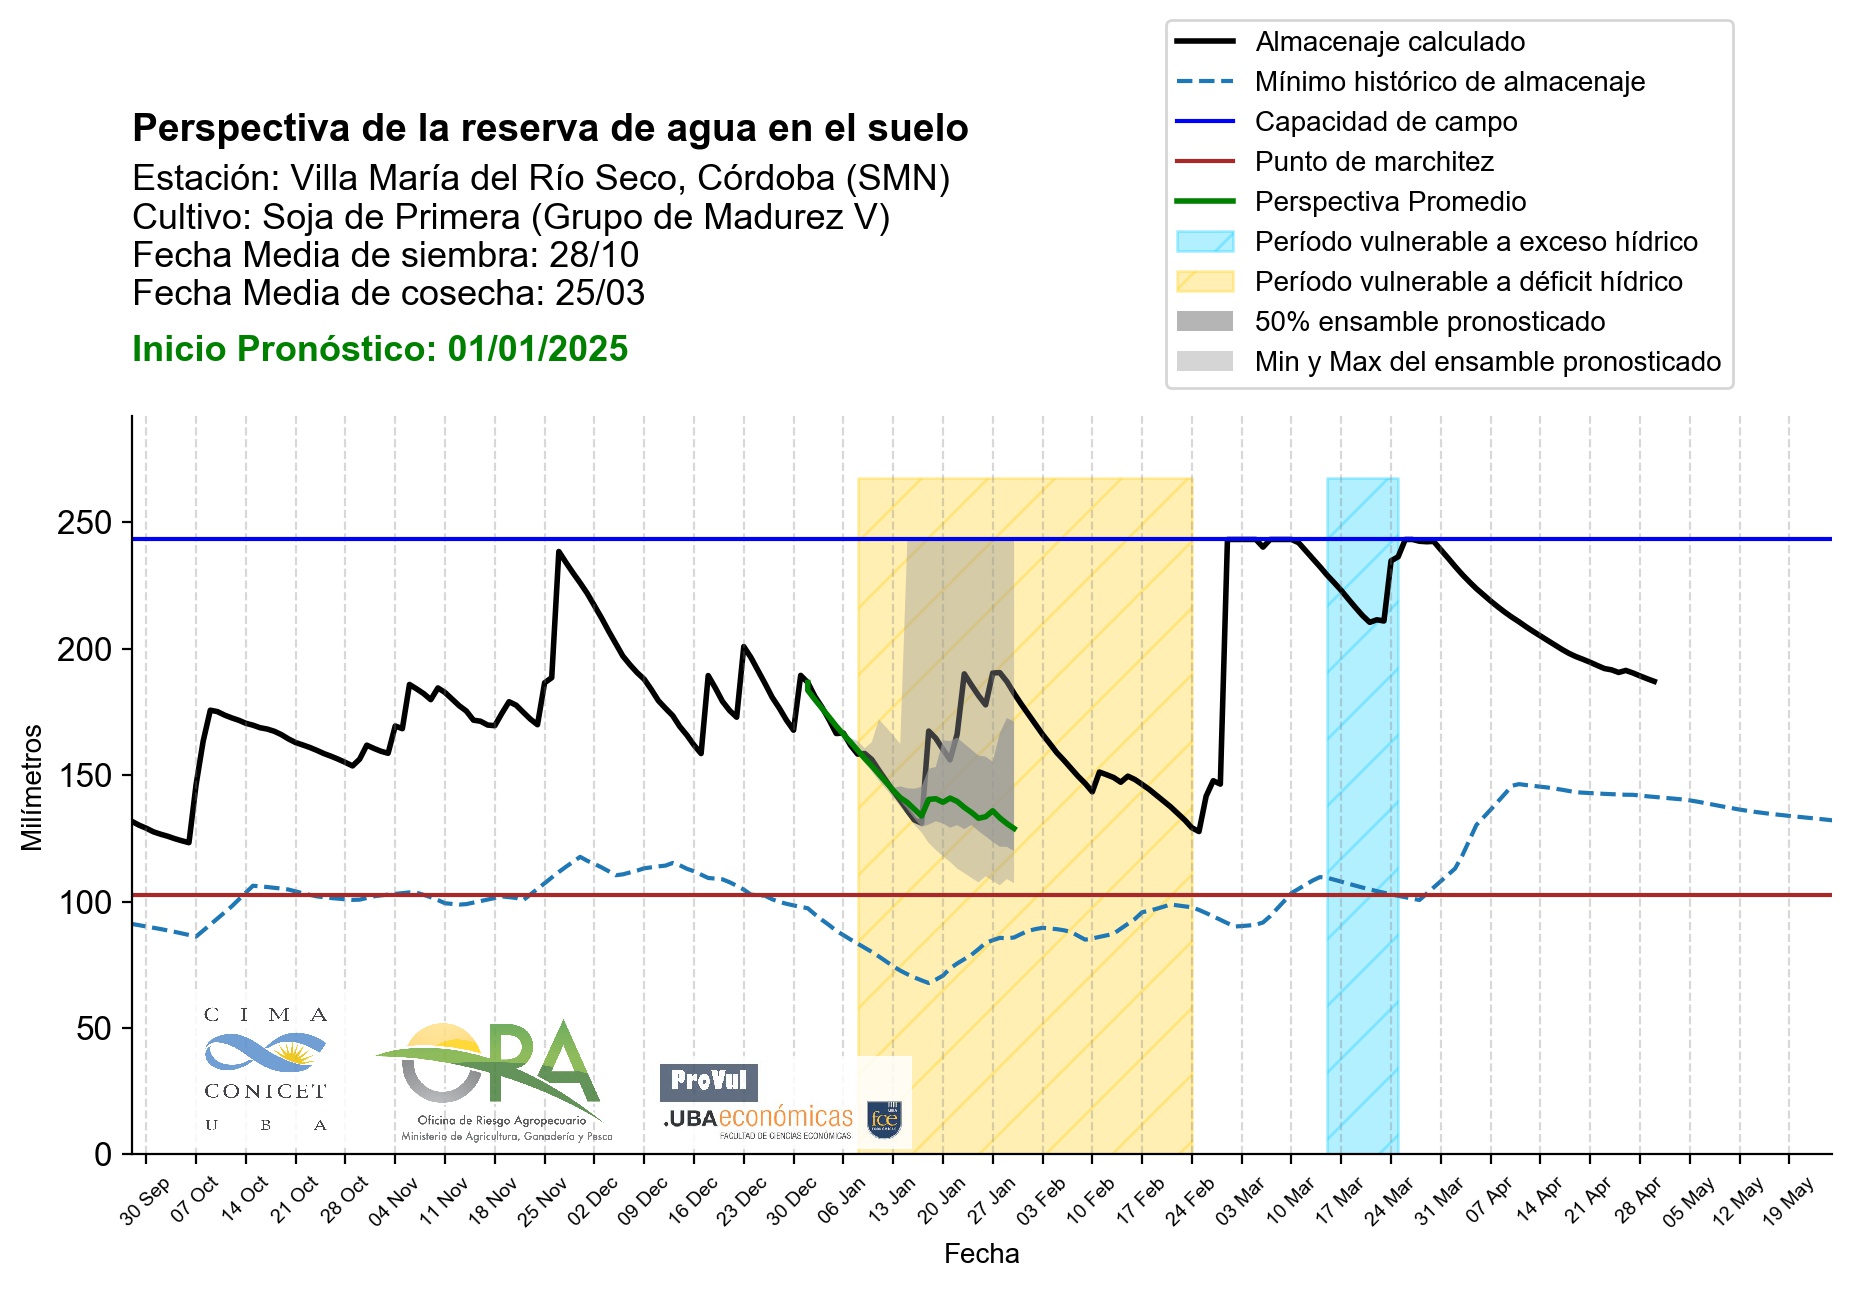 Almacenaje calculado
Mínimo histórico de almacenaje
Capacidad de campo
Punto de marchitez
Perspectiva Promedio
Período vulnerable a exceso hídrico
Período vulnerable a déficit hídrico
50% ensamble pronosticado
Min y Max del ensamble pronosticado
Perspectiva de la reserva de agua en el suelo
Estación: Villa María del Río Seco, Córdoba (SMN)
Cultivo: Soja de Primera (Grupo de Madurez V)
Fecha Media de siembra: 28/10
Fecha Media de cosecha: 25/03
Inicio Pronóstico: 01/01/2025
Milímetros
250
200
150
100
50
0
CIMA
CONICET
UBA
ORA
Oficina de Riesgo Agropecuario
Ministerio de Agricultura, Ganadería y Pesca
ProVul
.UBAeconómicas
FACULTAD DE CIENCIAS ECONÓMICAS
UBA
fce
ECONÓMICAS
30 Sep
07 Oct
14 Oct
21 Oct
28 Oct
04 Nov
11 Nov
18 Nov
25 Nov
02 Dec
09 Dec
16 Dec
23 Dec
30 Dec
06 Jan
13 Jan
20 Jan
27 Jan
03 Feb
10 Feb
17 Feb
24 Feb
03 Mar
10 Mar
17 Mar
24 Mar
31 Mar
07 Apr
14 Apr
21 Apr
28 Apr
05 May
12 May
19 May
Fecha